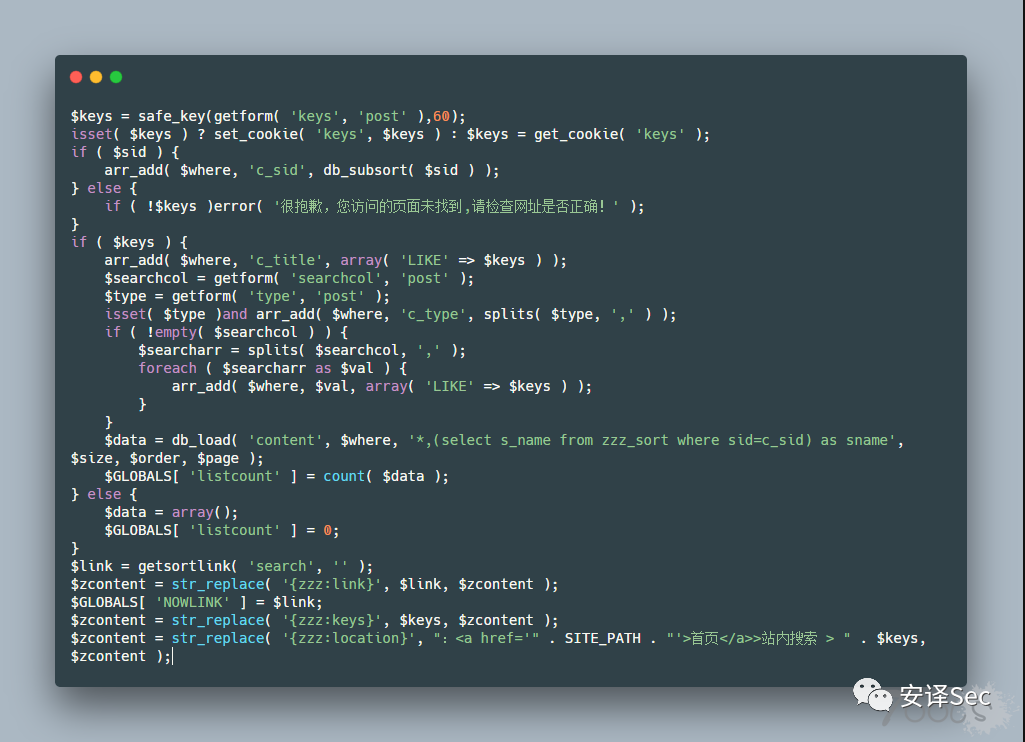 $keys = safe_key(getform( 'keys', 'post' ),60);
isset( $keys ) ? set_cookie( 'keys', $keys ) : $keys = get_cookie( 'keys' );
if ( $sid ) {
    arr_add( $where, 'c_sid', db_subsort( $sid ) );
} else {
    if ( !$keys )error( '很抱歉，您访问的页面未找到,请检查网址是否正确！' );
}
if ( $keys ) {
    arr_add( $where, 'c_title', array( 'LIKE' => $keys ) );
    $searchcol = getform( 'searchcol', 'post' );
    $type = getform( 'type', 'post' );
    isset( $type )and arr_add( $where, 'c_type', splits( $type, ',' ) );
    if ( !empty( $searchcol ) ) {
        $searcharr = splits( $searchcol, ',' );
        foreach ( $searcharr as $val ) {
            arr_add( $where, $val, array( 'LIKE' => $keys ) );
        }
    }
    $data = db_load( 'content', $where, '*,(select s_name from zzz_sort where sid=c_sid) as sname',
$size, $order, $page );
    $GLOBALS[ 'listcount' ] = count( $data );
} else {
    $data = array();
    $GLOBALS[ 'listcount' ] = 0;
}
$link = getsortlink( 'search', '' );
$zcontent = str_replace( '{zzz:link}', $link, $zcontent );
$GLOBALS[ 'NOWLINK' ] = $link;
$zcontent = str_replace( '{zzz:keys}', $keys, $zcontent );
$zcontent = str_replace( '{zzz:location}', "：<a href='" . SITE_PATH . "'>首页</a>>站内搜索 > " . $keys,
$zcontent );
安译Sec